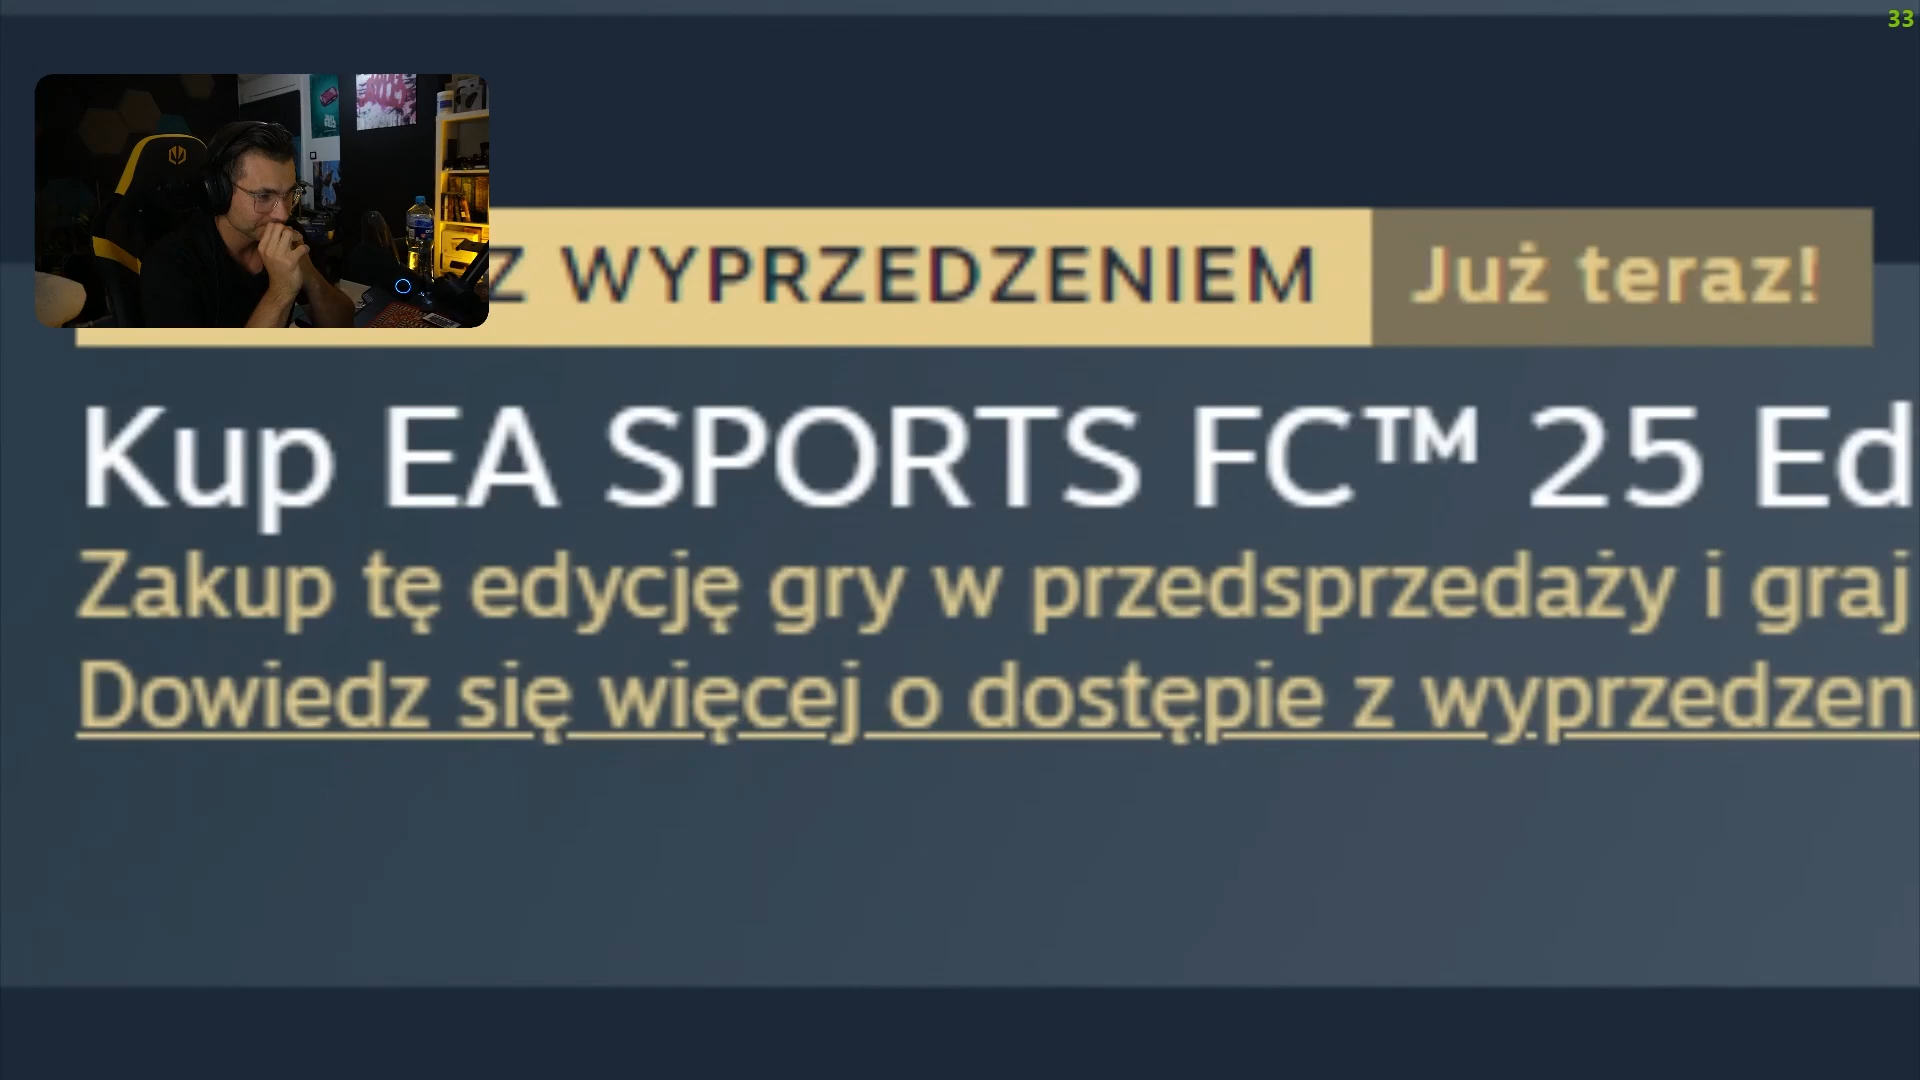 33
Z WYPRZEDZENIEM Już teraz!
Kup EA SPORTS FC™ 25 Ed
Zakup tę edycję gry w przedsprzedaży i graj
Dowiedz się więcej o dostępie z wyprzedzen